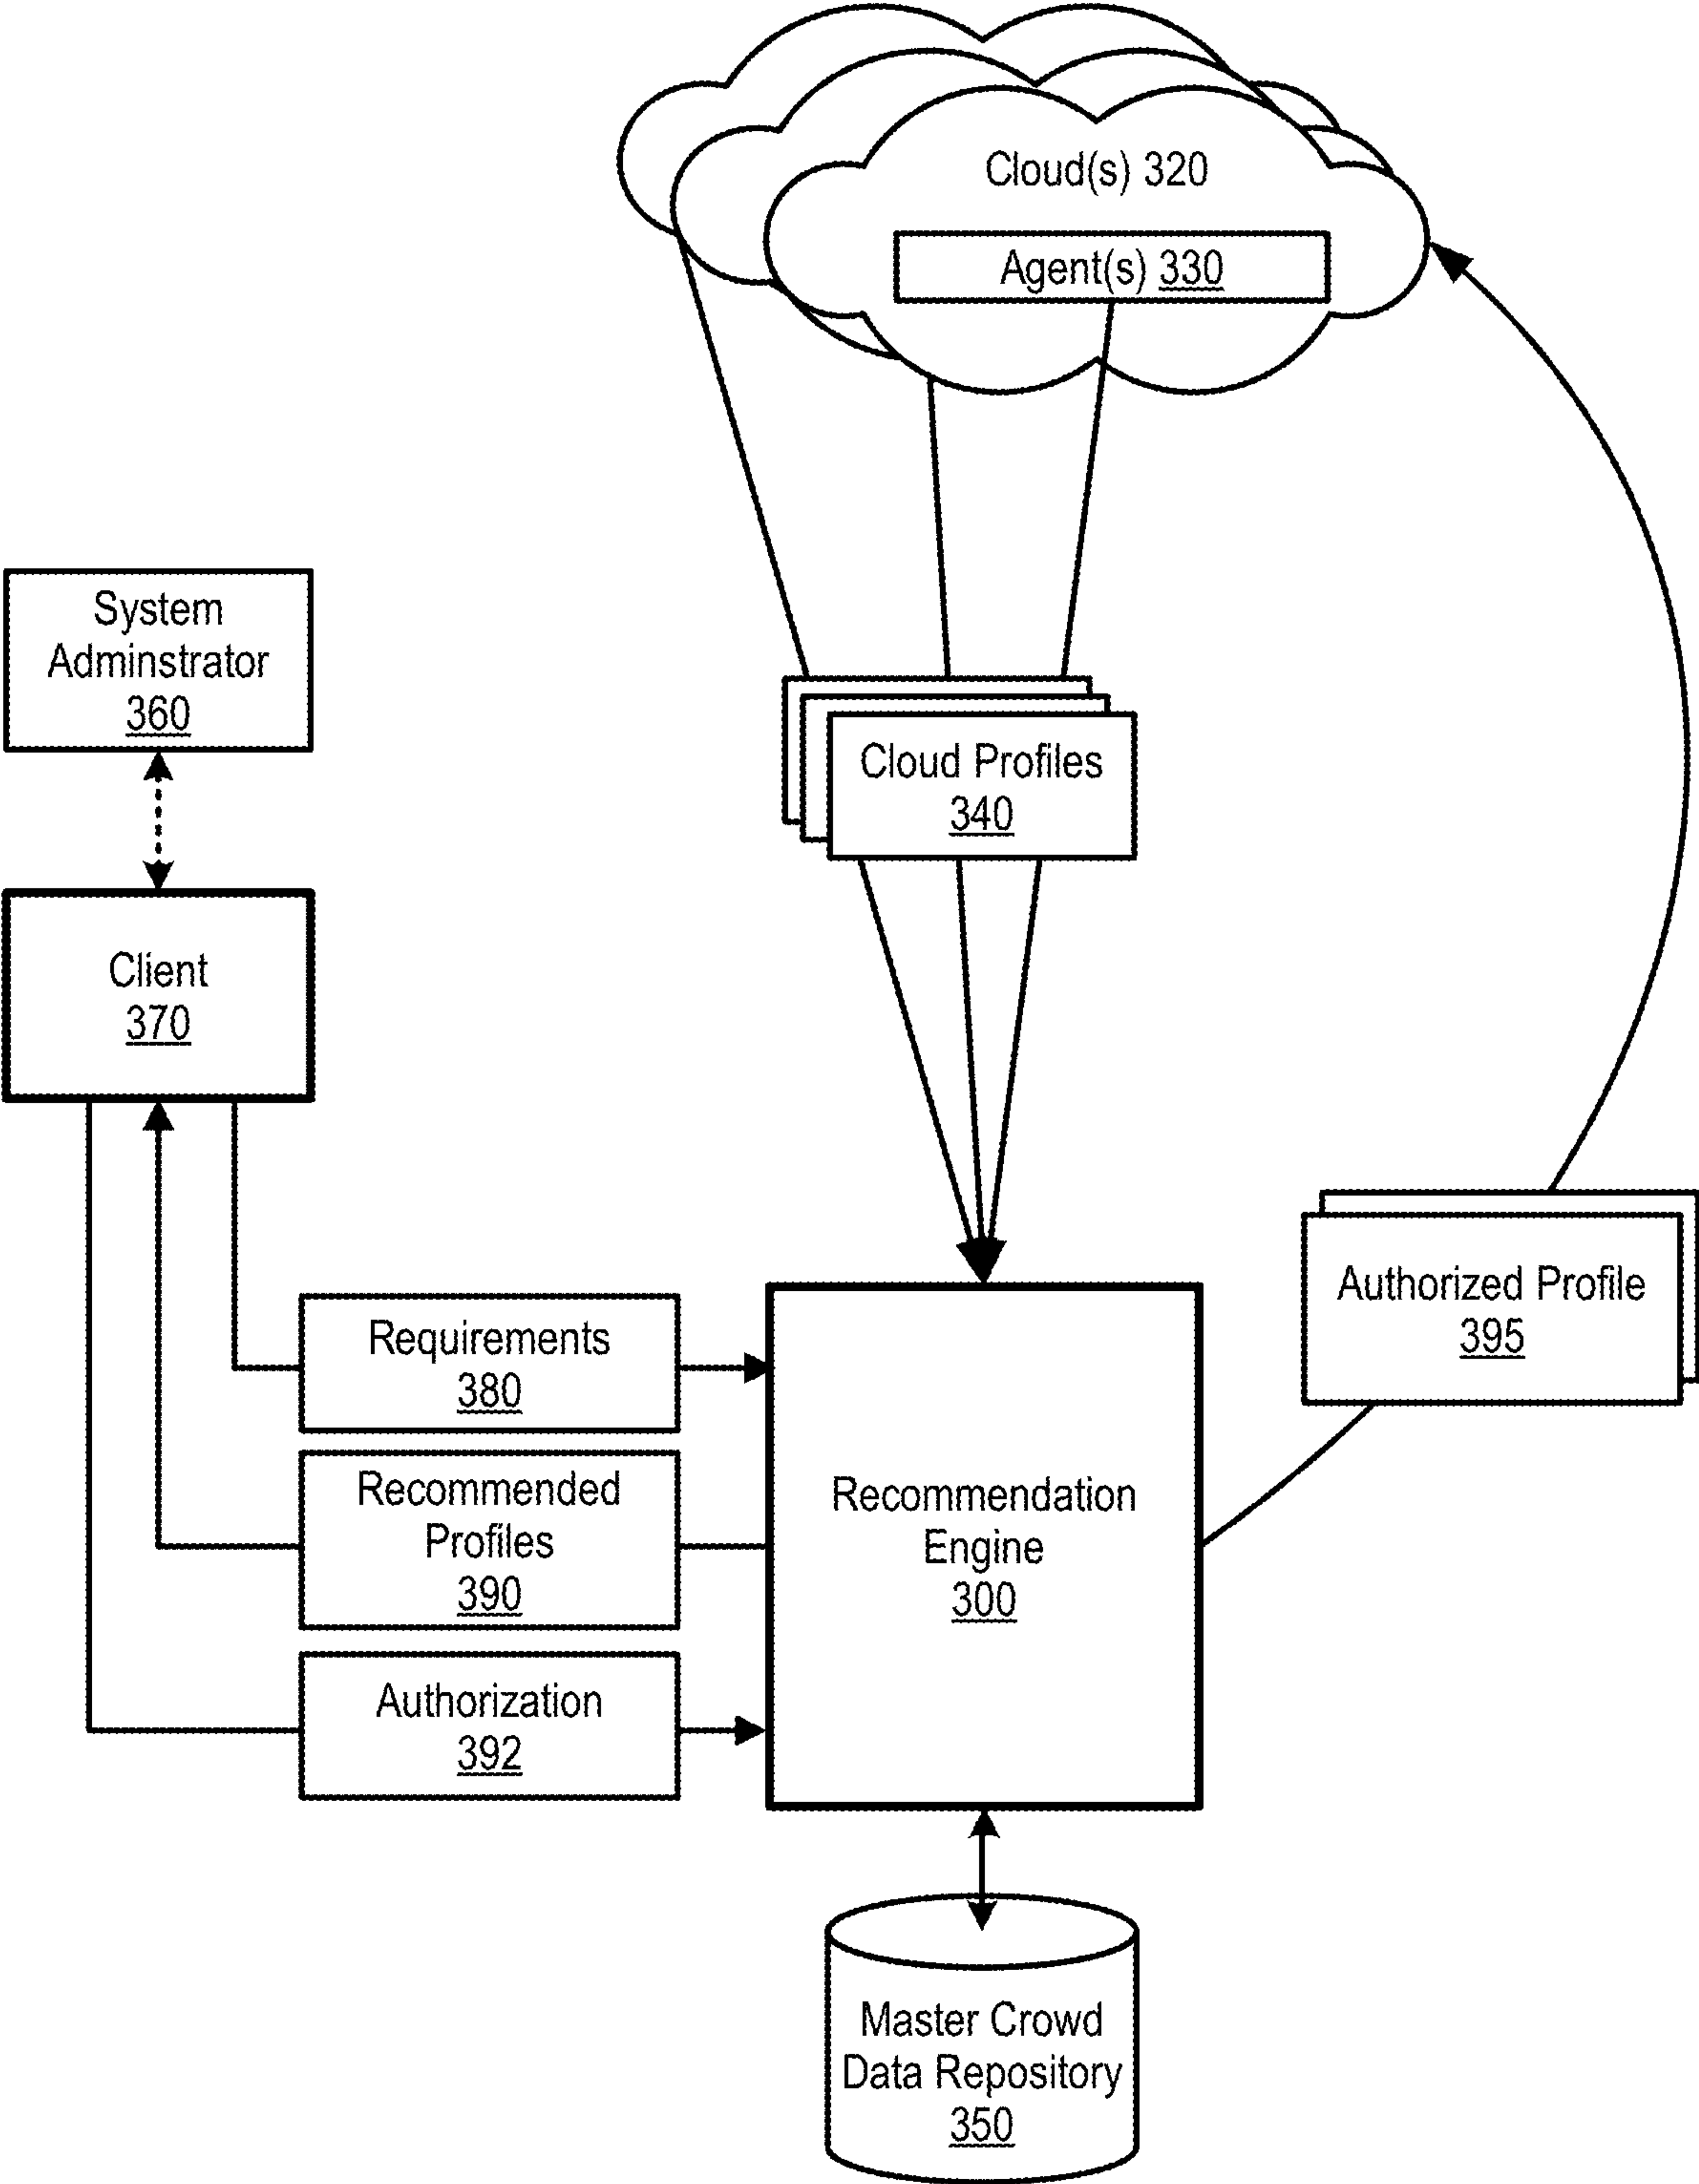 Cloud(s) 320
Agent(s) 330
System
Adminstrator
360
Cloud Profiles
340
Client
370
Authorized Profile
395
Requirements
380
Recommended
Profiles
390
Recommendation
Engine
300
Authorization
392
Master Crowd
Data Repository
350